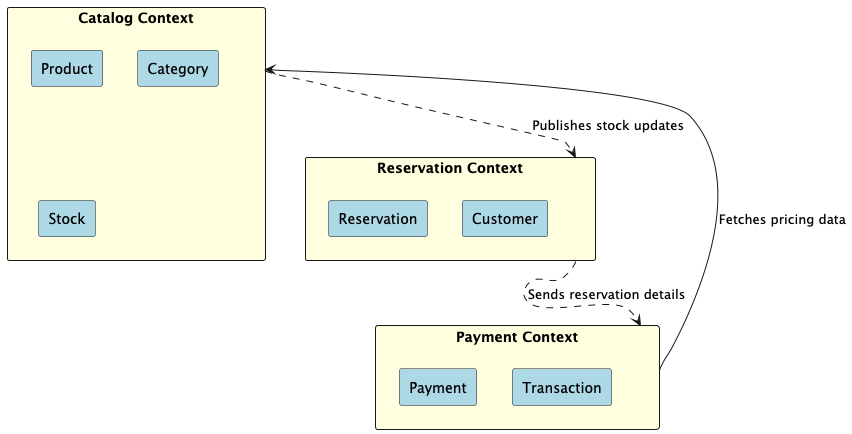 Catalog Context
Product
Category
Stock
Publishes stock updates
Reservation Context
Reservation
Customer
Fetches pricing data
Sends reservation details
Payment Context
Payment
Transaction